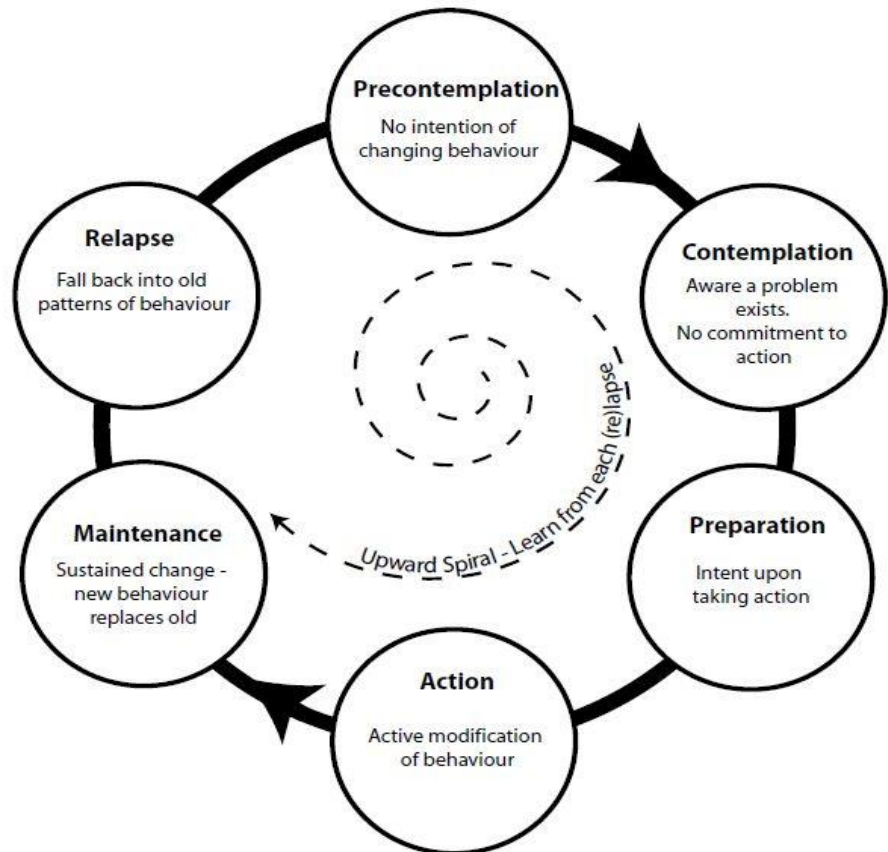 Precontemplation
No intention of
changing behaviour
Contemplation
Aware a problem
exists.
No commitment to
action
Preparation
Intent upon
taking action
Action
Active modification
of behaviour
Maintenance
Sustained change -
new behaviour
replaces old
Relapse
Fall back into old
patterns of behaviour
Upward Spiral - Learn from each (re)lapse